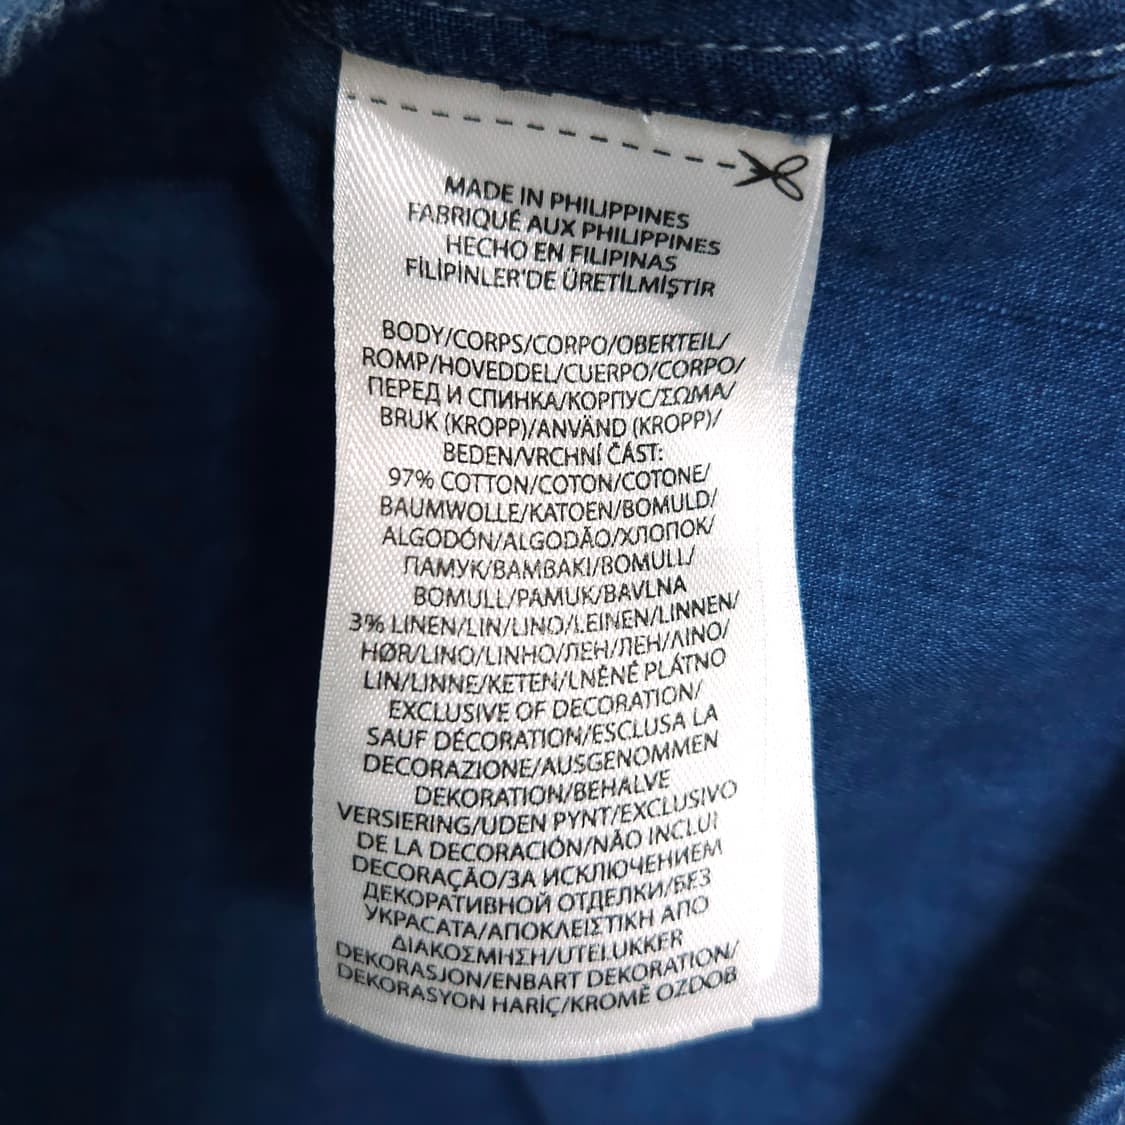 MADE IN PHILIPPINES
FABRIQUÉ AUX PHILIPPINES
HECHO EN FILIPINAS
FİLİPİNLER'DE ÜRETİLMİŞTİR
BODY/CORPS/CORPO/OBERTEIL/
ROMP/HOVEDDEL/CUERPO/CORPO/
ПЕРЕД И СПИНКА/КОРПУС/ΣΩΜΑ/
BRUK (KROPP)/ANVÄND (KROPP)/
BEDEN/VRCHNÍ ČÁST:
97% COTTON/COTON/COTONE/
BAUMWOLLE/KATOEN/BOMULD/
ALGODÓN/ALGODÃO/ХЛОПОК/
ПАМУК/ΒΑΜΒΑΚΙ/BOMULL/
BOMULL/PAMUK/BAVLNA
3% LINEN/LIN/LINO/LEINEN/LINNEN/
HØR/LINO/LINHO/ЛЕН/ЛЕН/ΛΙΝΟ/
LIN/LINNE/KETEN/LNĚNÉ PLÁTNO
EXCLUSIVE OF DECORATION/
SAUF DÉCORATION/ESCLUSA LA
DECORAZIONE/AUSGENOMMEN
DEKORATION/BEHALVE
VERSIERING/UDEN PYNT/EXCLUSIVO
DE LA DECORACIÓN/NÃO INCLUI
DECORAÇÃO/ЗА ИСКЛЮЧЕНИЕМ
ДЕКОРАТИВНОЙ ОТДЕЛКИ/БЕЗ
УКРАСАТА/ΑΠΟΚΛΕΙΣΤΙΚΗ ΑΠΟ
ΔΙΑΚΟΣΜΗΣΗ/UTELUKKER
DEKORASJON/ENBART DEKORATION/
DEKORASYON HARİÇ/KROMĚ OZDOB